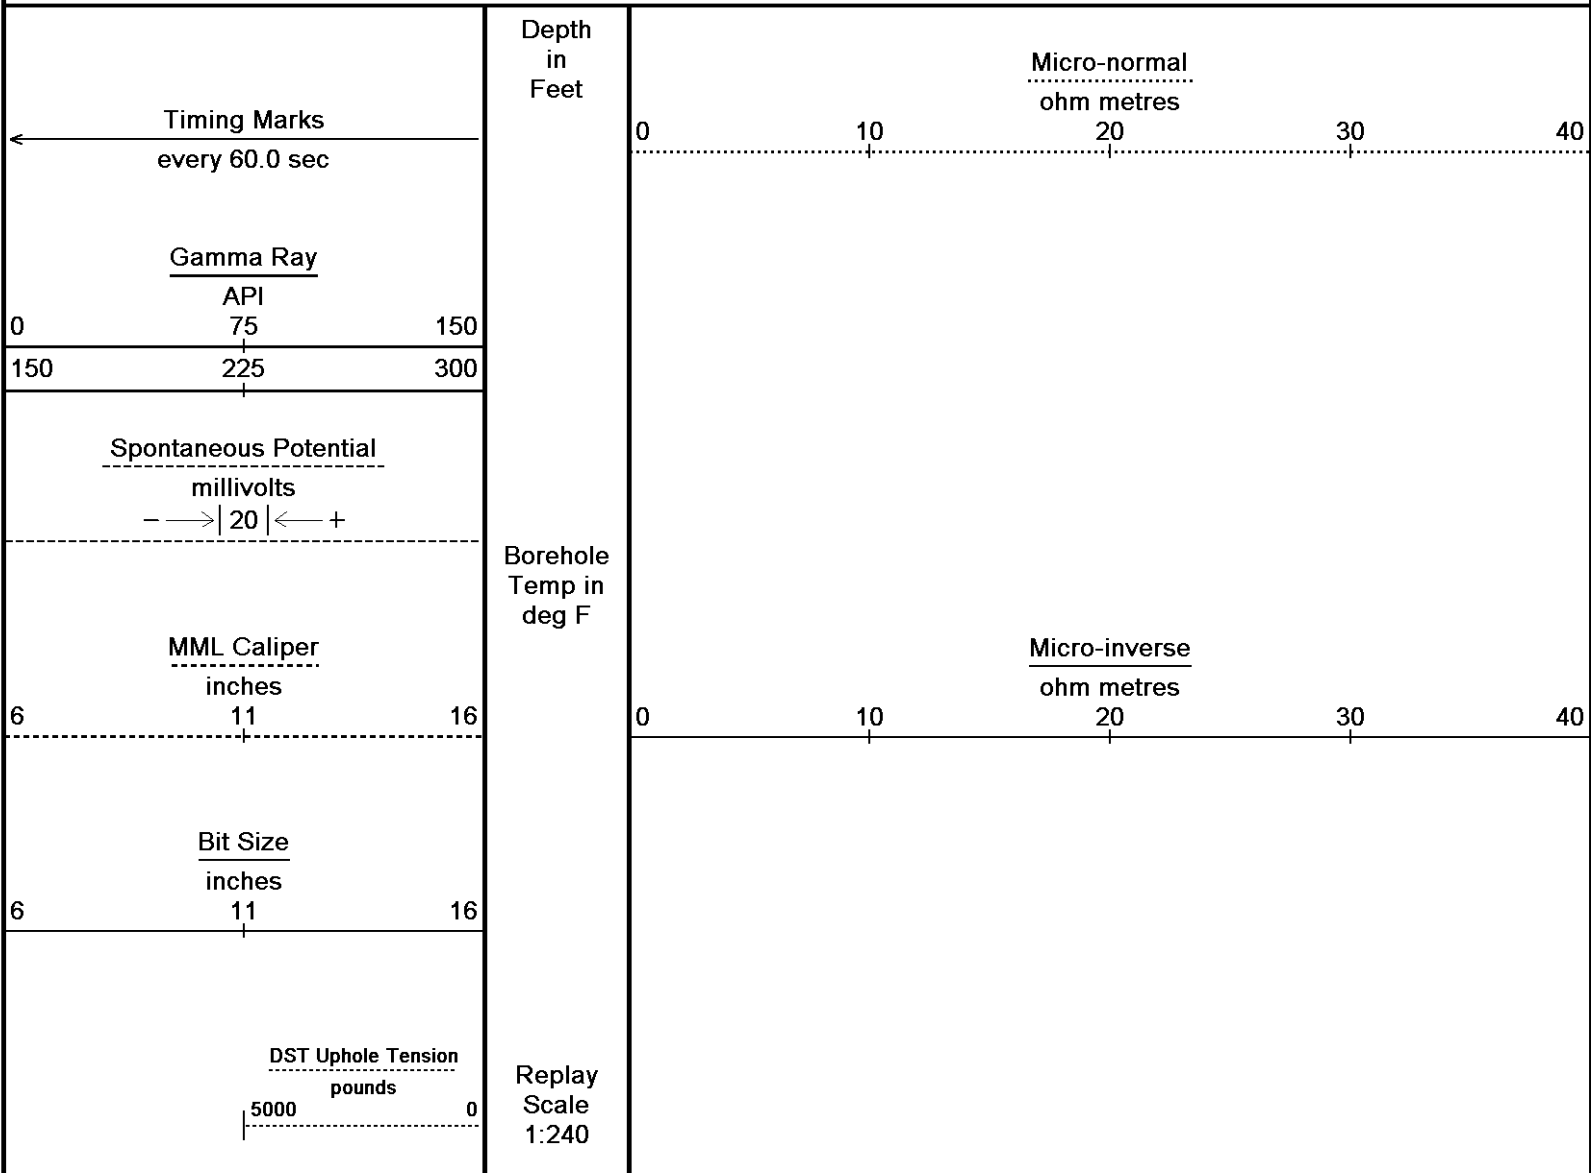 Timing Marks
every 60.0 sec
Gamma Ray
API
0 75 150
150 225 300
Spontaneous Potential
millivolts
− 20 +
MML Caliper
inches
6 11 16
Bit Size
inches
6 11 16
DST Uphole Tension
pounds
5000 0
Depth
in
Feet
Borehole
Temp in
deg F
Replay
Scale
1:240
Micro-normal
ohm metres
0 10 20 30 40
Micro-inverse
ohm metres
0 10 20 30 40